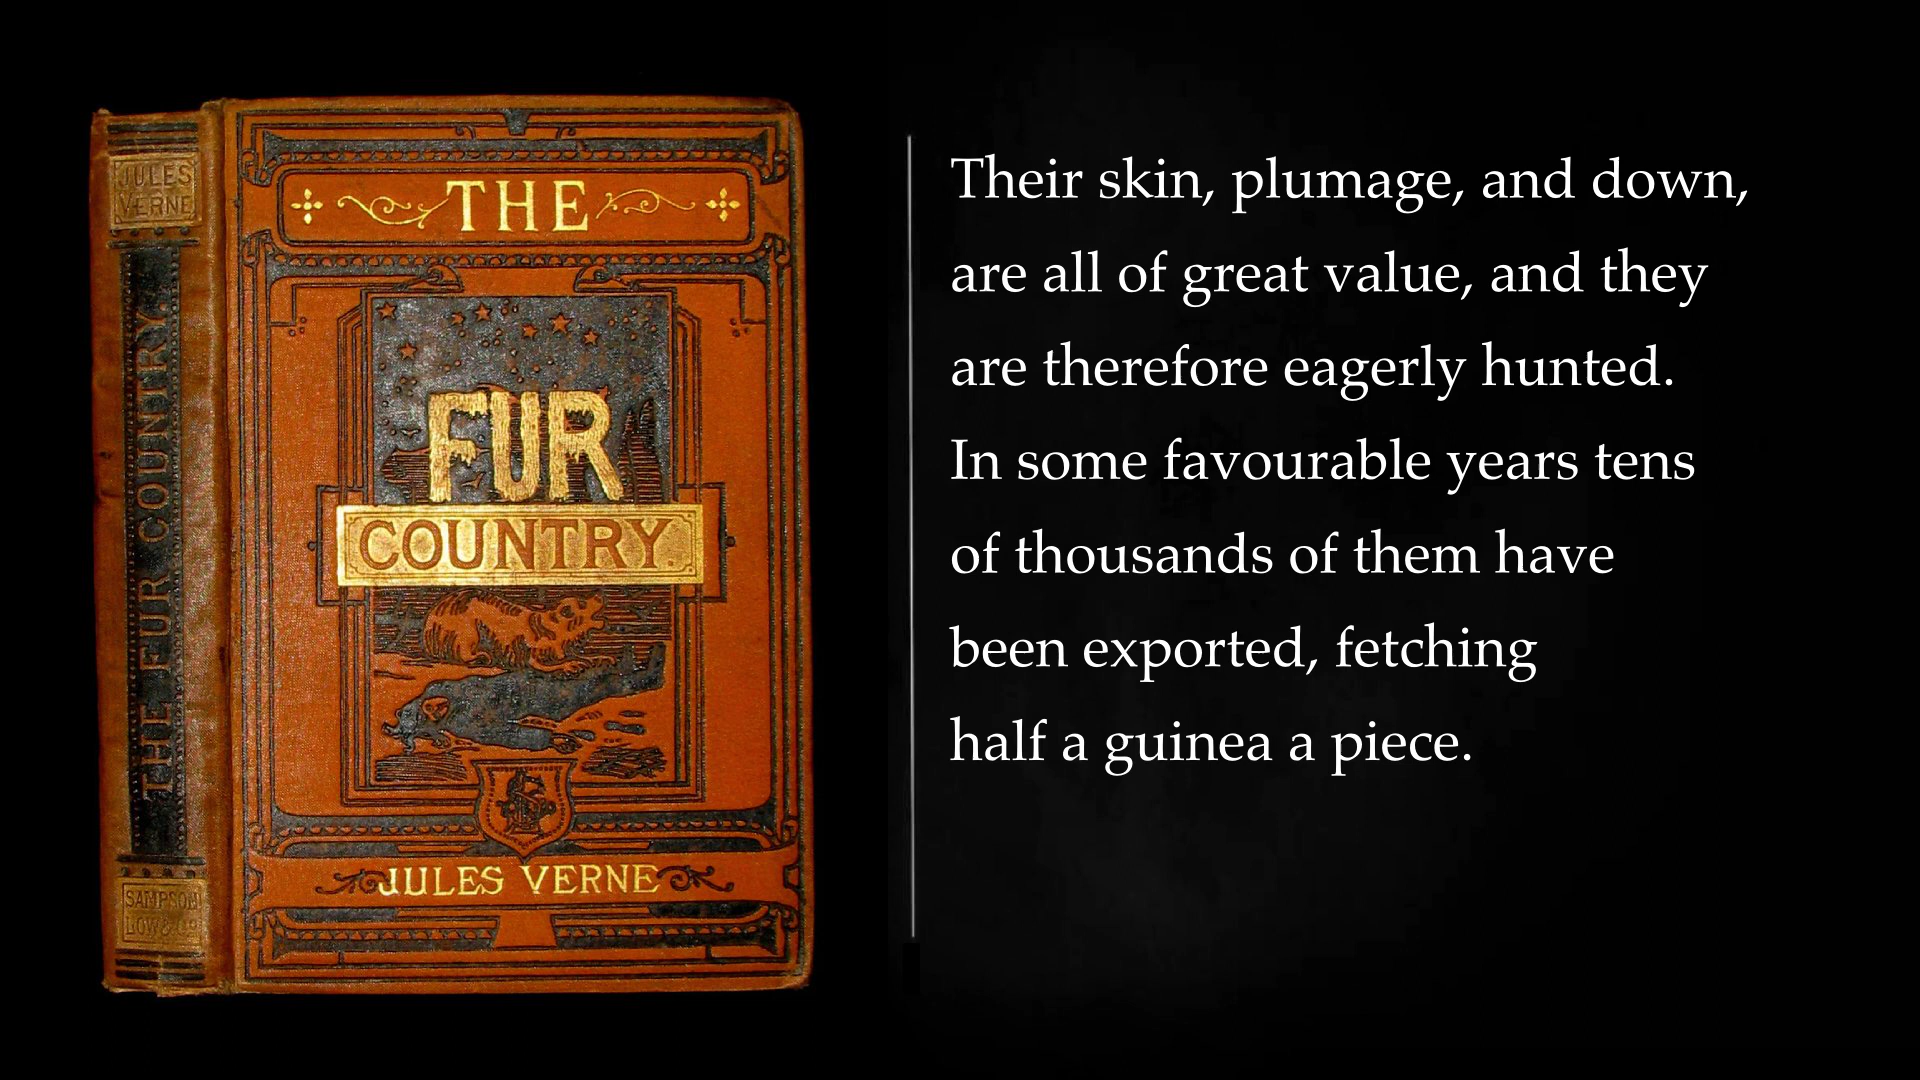 JULES
VERNE
THE FUR COUNTRY.
SAMPSON
LOW & Co
THE
FUR
COUNTRY.
JULES VERNE
Their skin, plumage, and down,
are all of great value, and they
are therefore eagerly hunted.
In some favourable years tens
of thousands of them have
been exported, fetching
half a guinea a piece.